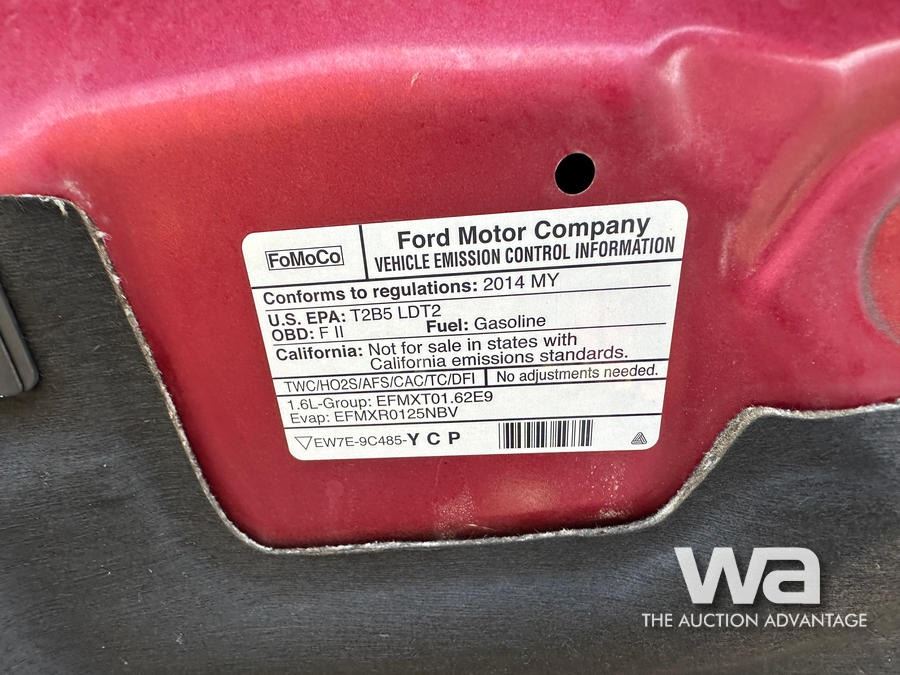 FoMoCo
Ford Motor Company
VEHICLE EMISSION CONTROL INFORMATION
Conforms to regulations: 2014 MY
U.S. EPA: T2B5 LDT2
OBD: F II Fuel: Gasoline
California: Not for sale in states with
California emissions standards.
TWC/HO2S/AFS/CAC/TC/DFI No adjustments needed.
1.6L-Group: EFMXT01.62E9
Evap: EFMXR0125NBV
EW7E-9C485-Y C P
wa
THE AUCTION ADVANTAGE